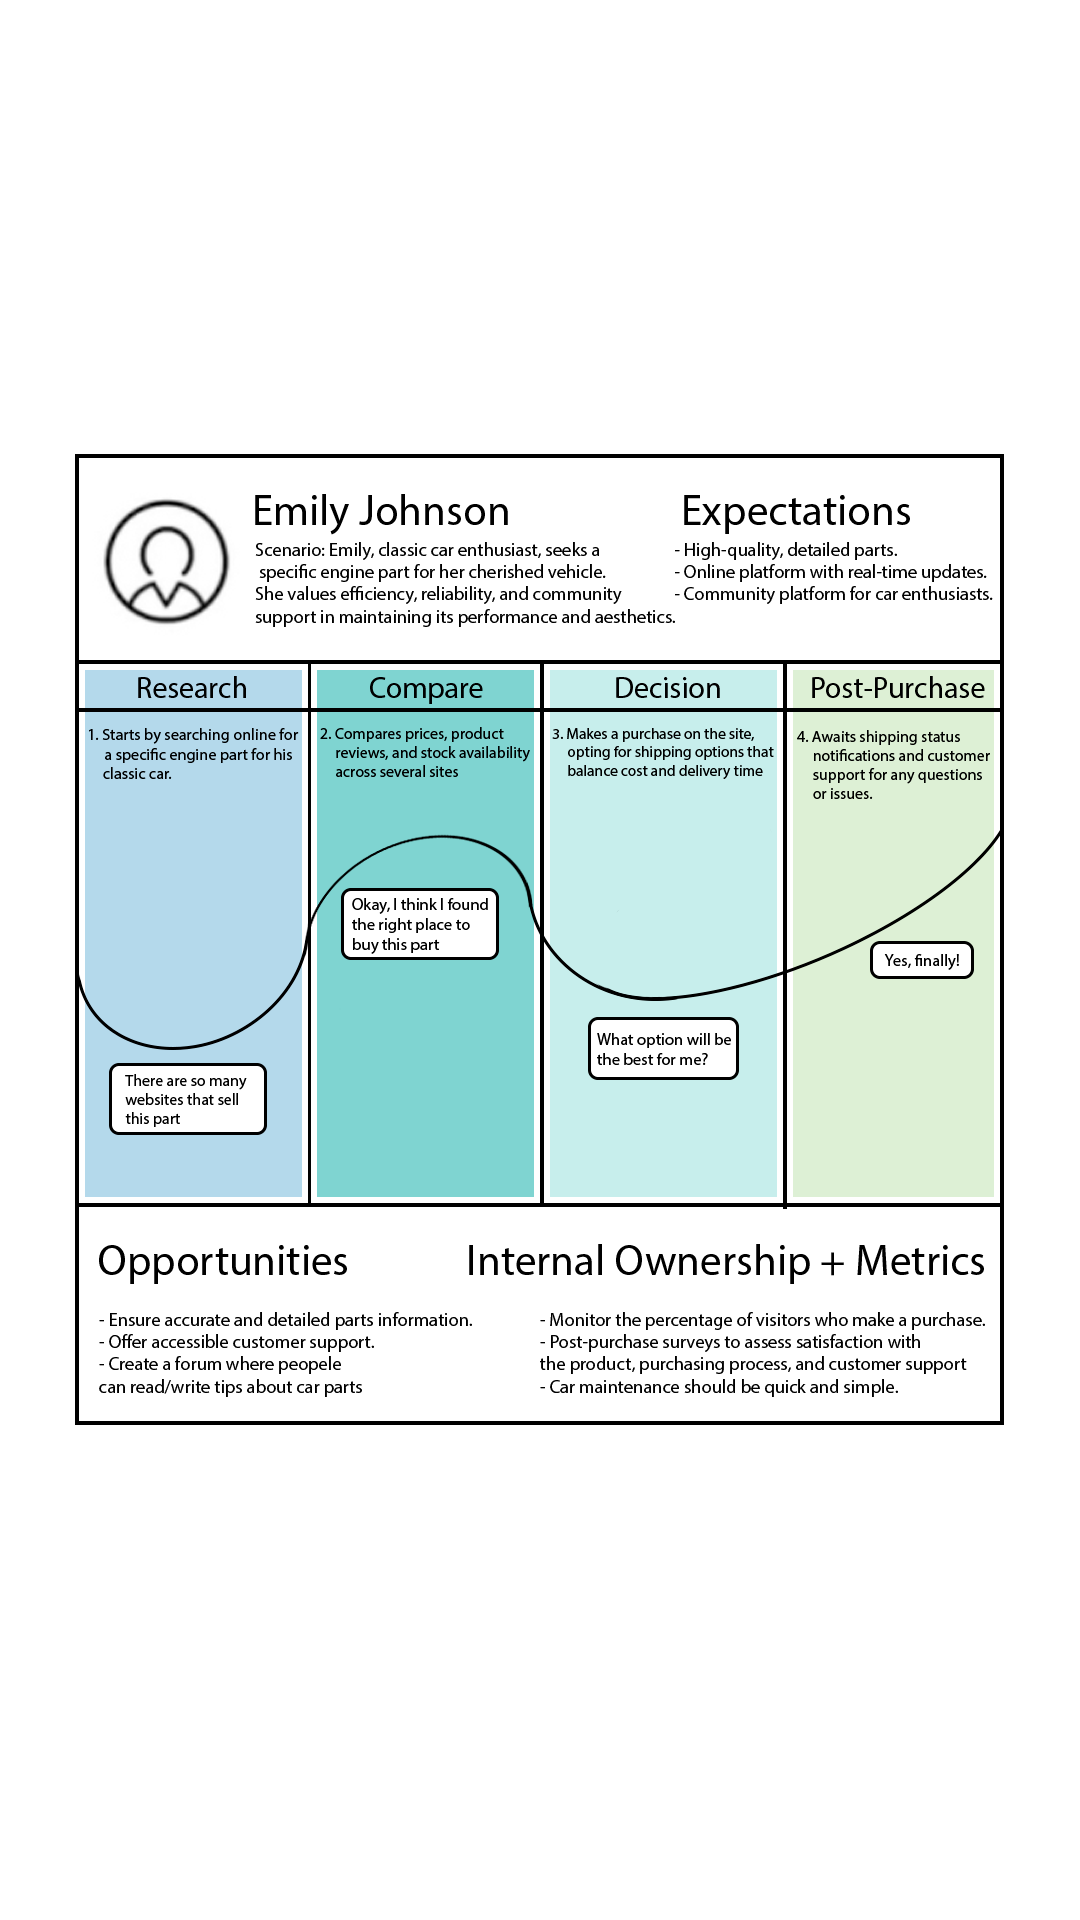 Emily Johnson
Scenario: Emily, classic car enthusiast, seeks a
specific engine part for her cherished vehicle.
She values efficiency, reliability, and community
support in maintaining its performance and aesthetics.
Expectations
- High-quality, detailed parts.
- Online platform with real-time updates.
- Community platform for car enthusiasts.
Research
1. Starts by searching online for
a specific engine part for his
classic car.
There are so many
websites that sell
this part
Compare
2. Compares prices, product
reviews, and stock availability
across several sites
Okay, I think I found
the right place to
buy this part
Decision
3. Makes a purchase on the site,
opting for shipping options that
balance cost and delivery time
What option will be
the best for me?
Post-Purchase
4. Awaits shipping status
notifications and customer
support for any questions
or issues.
Yes, finally!
Opportunities
- Ensure accurate and detailed parts information.
- Offer accessible customer support.
- Create a forum where peopele
can read/write tips about car parts
Internal Ownership + Metrics
- Monitor the percentage of visitors who make a purchase.
- Post-purchase surveys to assess satisfaction with
the product, purchasing process, and customer support
- Car maintenance should be quick and simple.